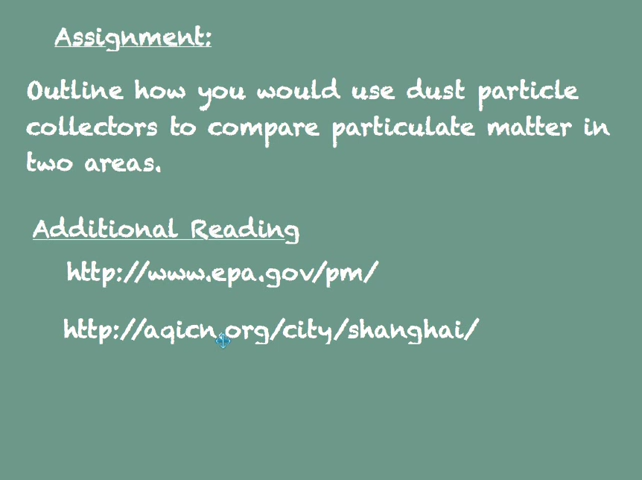 Assignment:
Outline how you would use dust particle
collectors to compare particulate matter in
two areas.
Additional Reading
http://www.epa.gov/pm/
http://aqicn.org/city/shanghai/